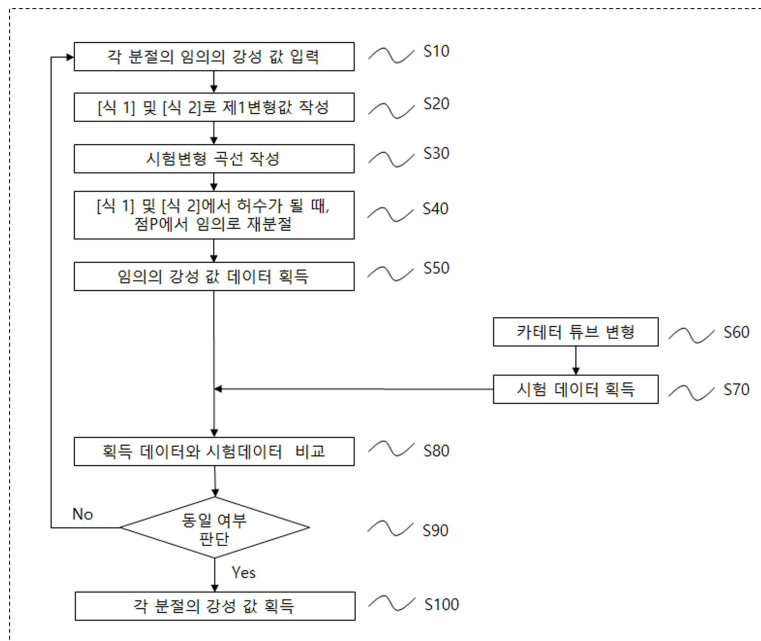 각 분절의 임의의 강성 값 입력
S10
[식 1] 및 [식 2]로 제1변형값 작성
S20
시험변형 곡선 작성
S30
[식 1] 및 [식 2]에서 허수가 될 때,
점P에서 임의로 재분절
S40
임의의 강성 값 데이터 획득
S50
카테터 튜브 변형
S60
시험 데이터 획득
S70
획득 데이터와 시험데이터 비교
S80
동일 여부
판단
S90
No
Yes
각 분절의 강성 값 획득
S100